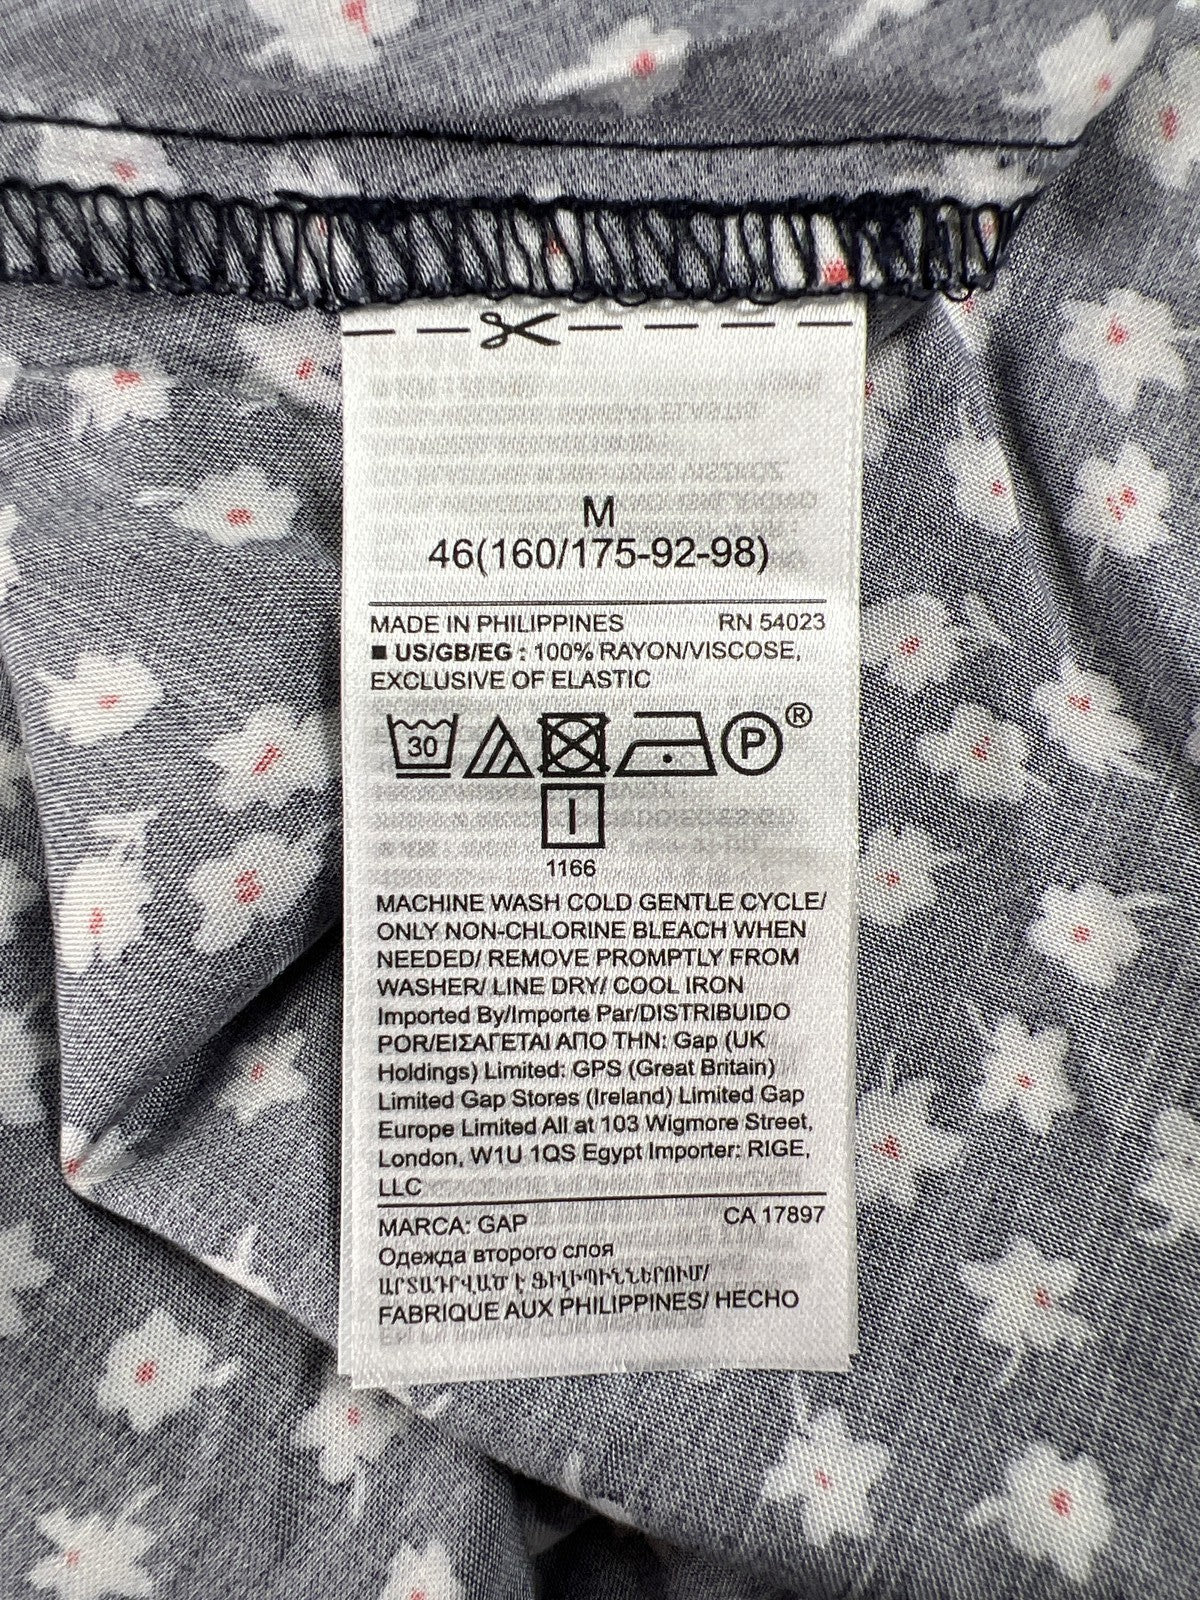 M
46(160/175-92-98)
MADE IN PHILIPPINES RN 54023
■ US/GB/EG : 100% RAYON/VISCOSE,
EXCLUSIVE OF ELASTIC
30 P ®
1166
MACHINE WASH COLD GENTLE CYCLE/
ONLY NON-CHLORINE BLEACH WHEN
NEEDED/ REMOVE PROMPTLY FROM
WASHER/ LINE DRY/ COOL IRON
Imported By/Importe Par/DISTRIBUIDO
POR/ΕΙΣΑΓΕΤΑΙ ΑΠΟ ΤΗΝ: Gap (UK
Holdings) Limited: GPS (Great Britain)
Limited Gap Stores (Ireland) Limited Gap
Europe Limited All at 103 Wigmore Street,
London, W1U 1QS Egypt Importer: RIGE,
LLC
MARCA: GAP CA 17897
Одежда второго слоя
ԱՐՏԱԴՐՎԱԾ Է ՖԻԼԻՊԻՆՆԵՐՈՒՄ/
FABRIQUE AUX PHILIPPINES/ HECHO